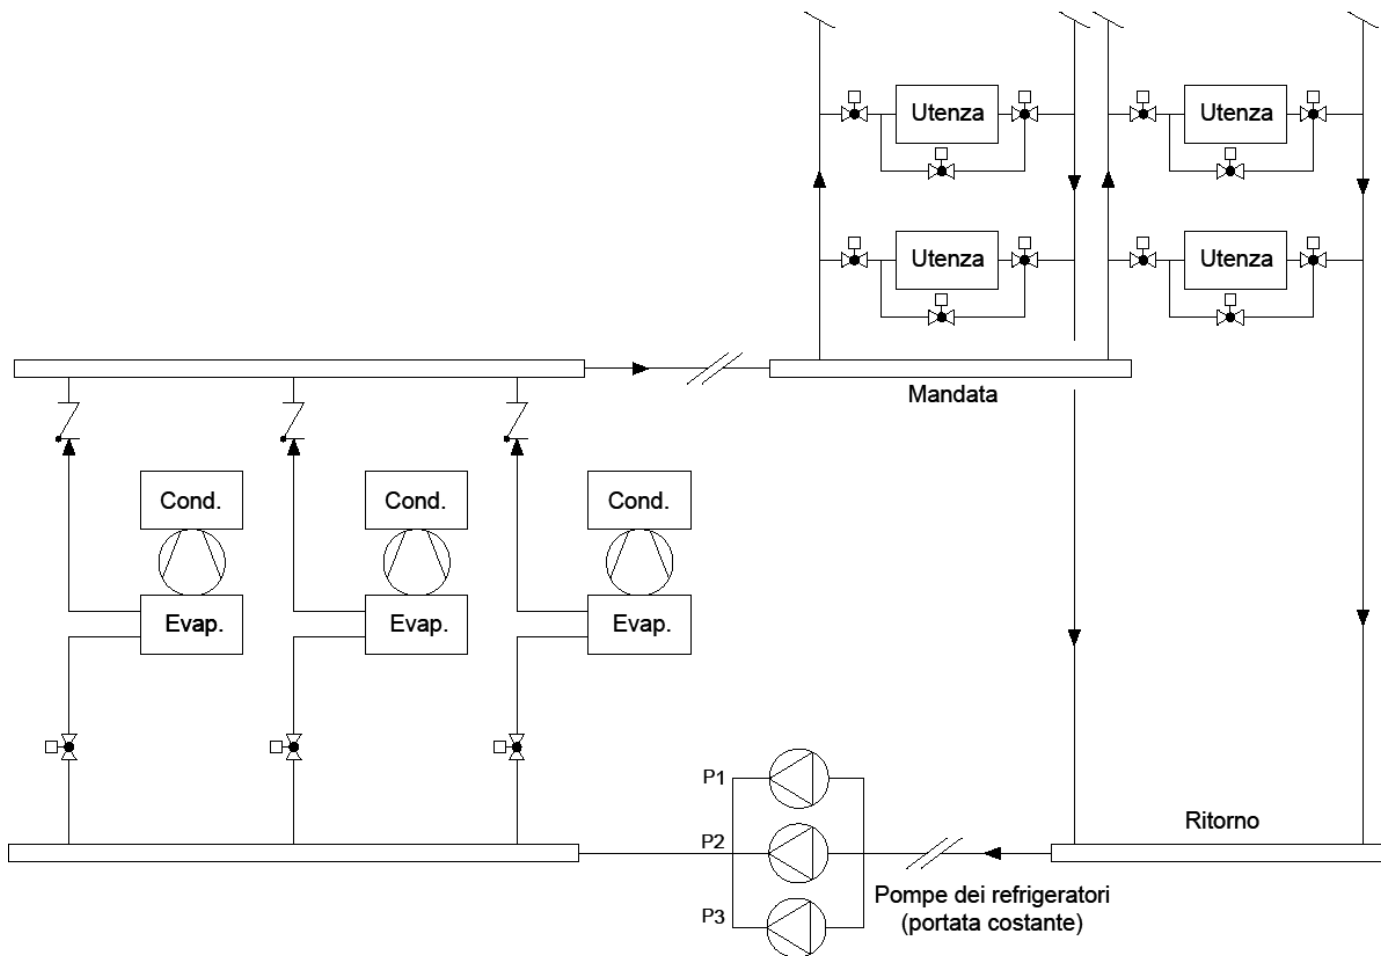 Utenza
Utenza
Utenza
Utenza
Mandata
Cond.
Cond.
Cond.
Evap.
Evap.
Evap.
P1
P2
P3
Ritorno
Pompe dei refrigeratori
(portata costante)